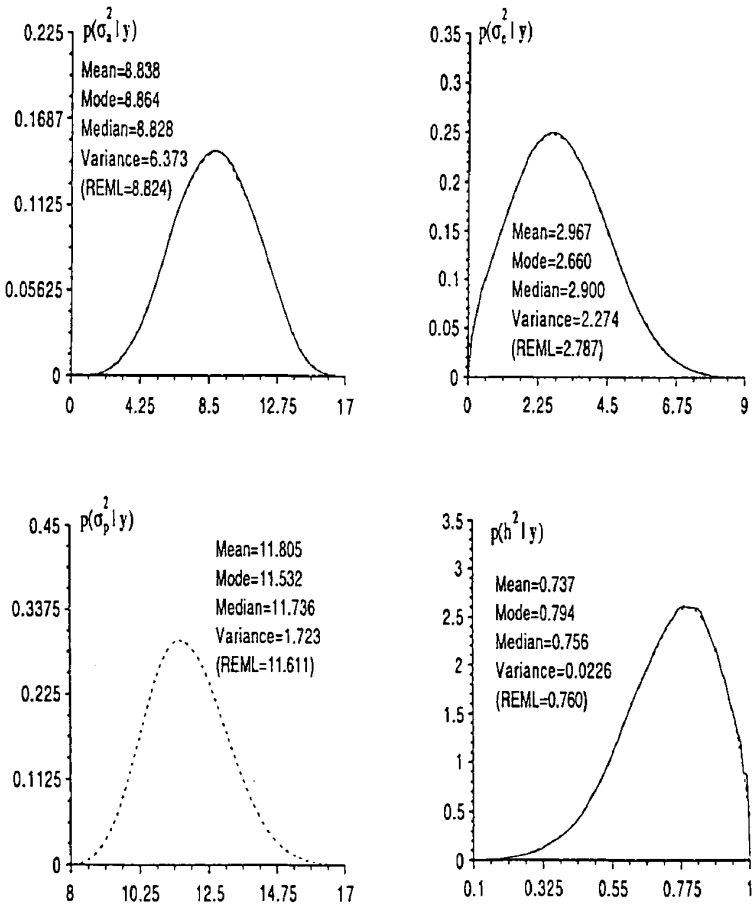 p(σ²ₐ|y)
0.225
0.1687
0.1125
0.05625
0
Mean=8.838
Mode=8.864
Median=8.828
Variance=6.373
(REML=8.824)
0 4.25 8.5 12.75 17
p(σ²ₑ|y)
0.35
0.3
0.25
0.2
0.15
0.1
0.05
0
Mean=2.967
Mode=2.660
Median=2.900
Variance=2.274
(REML=2.787)
0 2.25 4.5 6.75 9
p(σ²ₚ|y)
0.45
0.3375
0.225
0.1125
0
Mean=11.805
Mode=11.532
Median=11.736
Variance=1.723
(REML=11.611)
8 10.25 12.5 14.75 17
p(h²|y)
3.5
3
2.5
2
1.5
1
0.5
0
Mean=0.737
Mode=0.794
Median=0.756
Variance=0.0226
(REML=0.760)
0.1 0.325 0.55 0.775 1